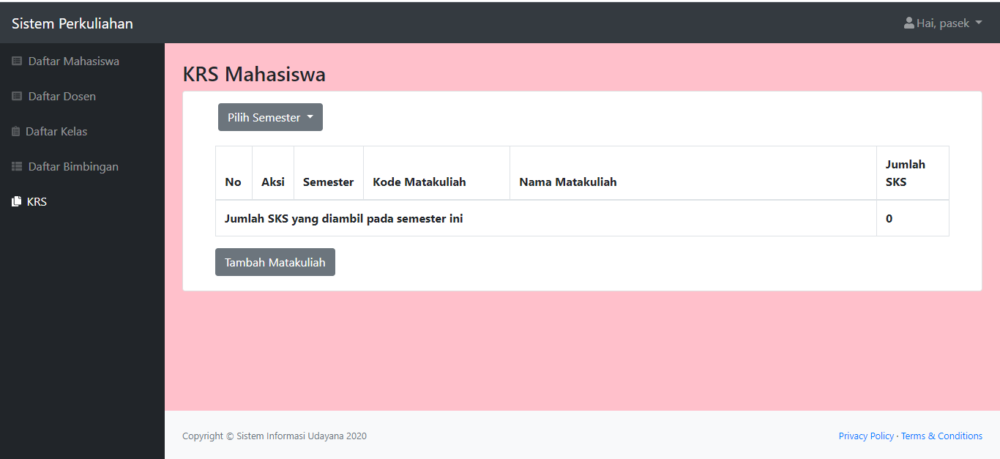 Sistem Perkuliahan
Hai, pasek
Daftar Mahasiswa
Daftar Dosen
Daftar Kelas
Daftar Bimbingan
KRS
KRS Mahasiswa
Pilih Semester
No Aksi Semester Kode Matakuliah Nama Matakuliah Jumlah SKS
Jumlah SKS yang diambil pada semester ini 0
Tambah Matakuliah
Copyright © Sistem Informasi Udayana 2020
Privacy Policy · Terms & Conditions